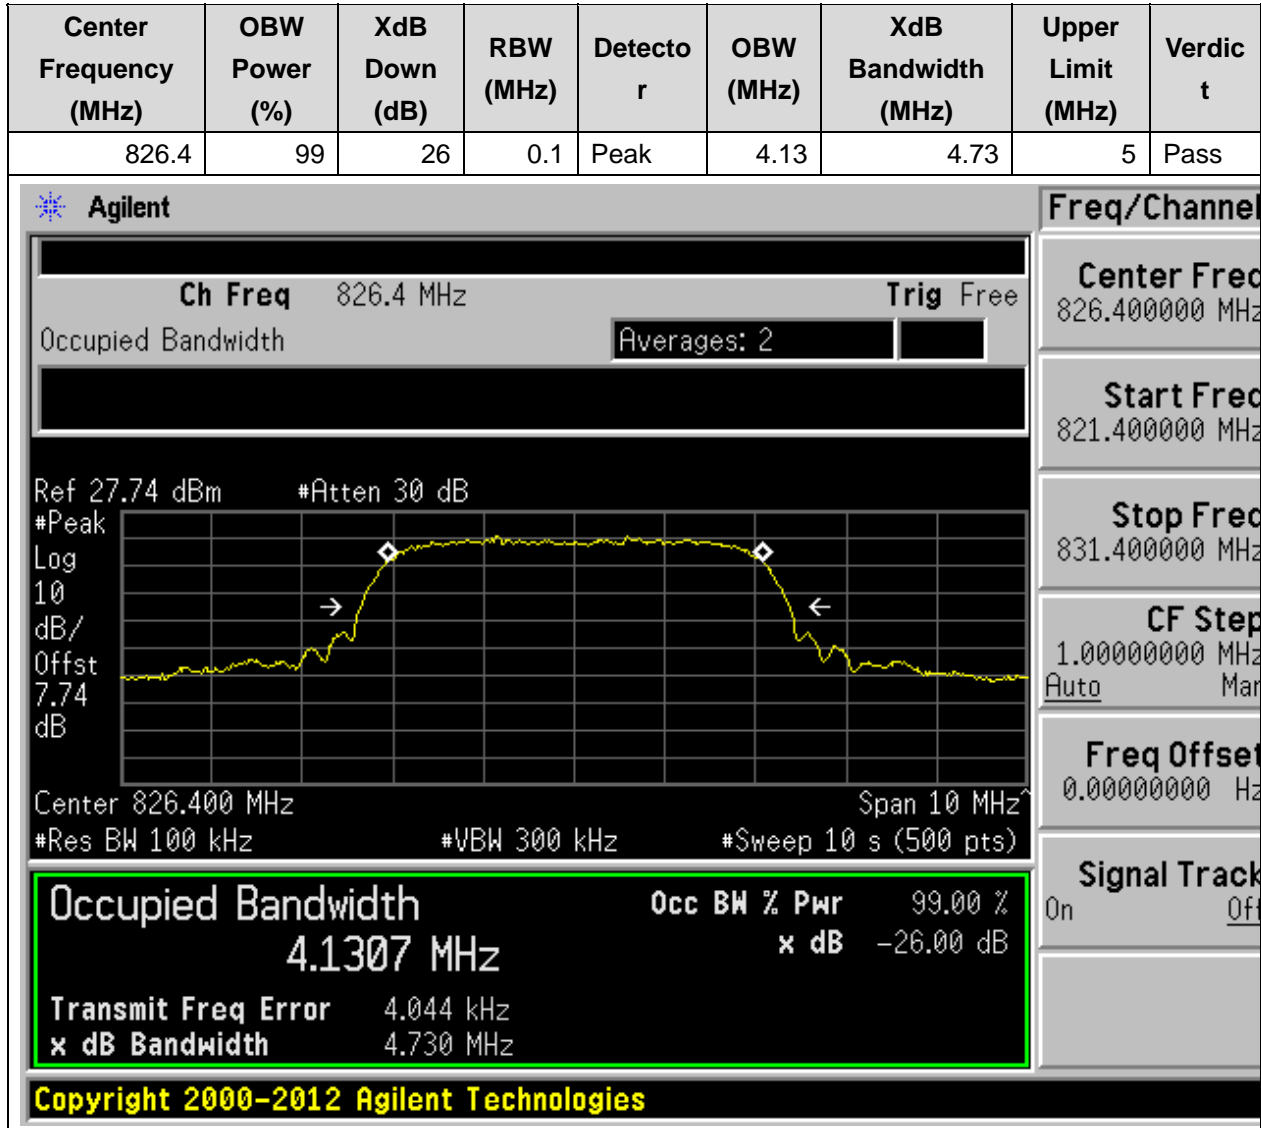 Center Frequency (MHz) OBW Power (%) XdB Down (dB) RBW (MHz) Detecto r OBW (MHz) XdB Bandwidth (MHz) Upper Limit (MHz) Verdic t
826.4 99 26 0.1 Peak 4.13 4.73 5 Pass
Agilent
Freq/Channel
Ch Freq 826.4 MHz Trig Free
Occupied Bandwidth Averages: 2
Center Freq
826.400000 MHz
Start Freq
821.400000 MHz
Stop Freq
831.400000 MHz
CF Step
1.00000000 MHz
Auto Man
Freq Offset
0.00000000 Hz
Signal Track
On Off
Ref 27.74 dBm #Atten 30 dB
#Peak
Log
10
dB/
Offst
7.74
dB
Center 826.400 MHz Span 10 MHz^
#Res BW 100 kHz #VBW 300 kHz #Sweep 10 s (500 pts)
Occupied Bandwidth Occ BW % Pwr 99.00 %
4.1307 MHz x dB -26.00 dB
Transmit Freq Error 4.044 kHz
x dB Bandwidth 4.730 MHz
Copyright 2000-2012 Agilent Technologies